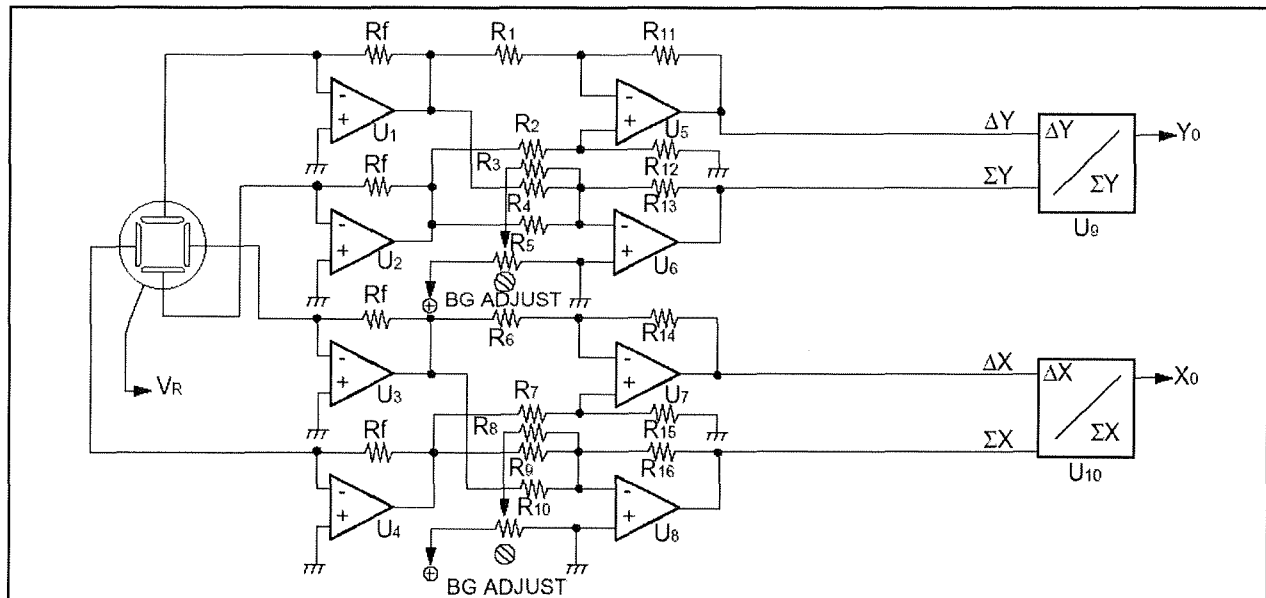 Rf R1 R11
U1 U5
R2
ΔY ΔY Y0
Rf R3 R12
R4 R13 ΣY ΣY
U9
R5
U2 U6
Rf ⊕ BG ADJUST
R6 R14
VR
U3 U7
ΔX ΔX X0
R7
Rf R8 R15
R9 R16 ΣX ΣX
U10
R10
U4 U8
⊕ BG ADJUST
- + - +
- + - +
- + - +
- + - +